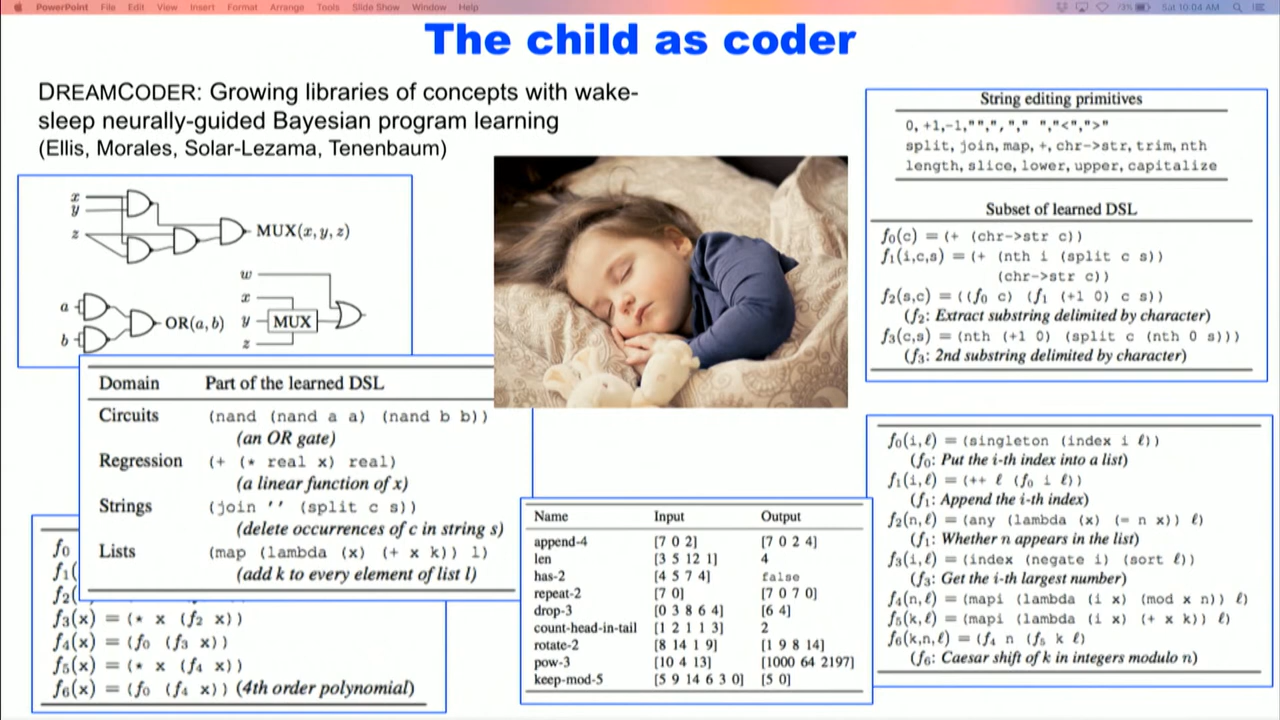 PowerPoint File Edit View Insert Format Arrange Tools Slide Show Window Help
73% Sat 10:04 AM
The child as coder
DREAMCODER: Growing libraries of concepts with wake-
sleep neurally-guided Bayesian program learning
(Ellis, Morales, Solar-Lezama, Tenenbaum)
x
y
z
MUX(x,y,z)
a
b
OR(a,b)
w
x
y
z
MUX
Domain Part of the learned DSL
Circuits (nand (nand a a) (nand b b))
(an OR gate)
Regression (+ (* real x) real)
(a linear function of x)
Strings (join '' (split c s))
(delete occurrences of c in string s)
Lists (map (lambda (x) (+ x k)) l)
(add k to every element of list l)
f0
f1(
f2(
f3(x) = (* x (f2 x))
f4(x) = (f0 (f3 x))
f5(x) = (* x (f4 x))
f6(x) = (f0 (f4 x)) (4th order polynomial)
Name Input Output
append-4 [7 0 2] [7 0 2 4]
len [3 5 12 1] 4
has-2 [4 5 7 4] false
repeat-2 [7 0] [7 0 7 0]
drop-3 [0 3 8 6 4] [6 4]
count-head-in-tail [1 2 1 1 3] 2
rotate-2 [8 14 1 9] [1 9 8 14]
pow-3 [10 4 13] [1000 64 2197]
keep-mod-5 [5 9 14 6 3 0] [5 0]
String editing primitives
0, +1,-1,"",", "," ","<",">"
split, join, map, +, chr->str, trim, nth
length, slice, lower, upper, capitalize
Subset of learned DSL
f0(c) = (+ (chr->str c))
f1(i,c,s) = (+ (nth i (split c s))
(chr->str c))
f2(s,c) = ((f0 c) (f1 (+1 0) c s))
(f2: Extract substring delimited by character)
f3(c,s) = (nth (+1 0) (split c (nth 0 s)))
(f3: 2nd substring delimited by character)
f0(i,ℓ) = (singleton (index i ℓ))
(f0: Put the i-th index into a list)
f1(i,ℓ) = (++ ℓ (f0 i ℓ))
(f1: Append the i-th index)
f2(n,ℓ) = (any (lambda (x) (= n x)) ℓ)
(f1: Whether n appears in the list)
f3(i,ℓ) = (index (negate i) (sort ℓ))
(f3: Get the i-th largest number)
f4(n,ℓ) = (mapi (lambda (i x) (mod x n)) ℓ)
f5(k,ℓ) = (mapi (lambda (i x) (+ x k)) ℓ)
f6(k,n,ℓ) = (f4 n (f5 k ℓ)
(f6: Caesar shift of k in integers modulo n)